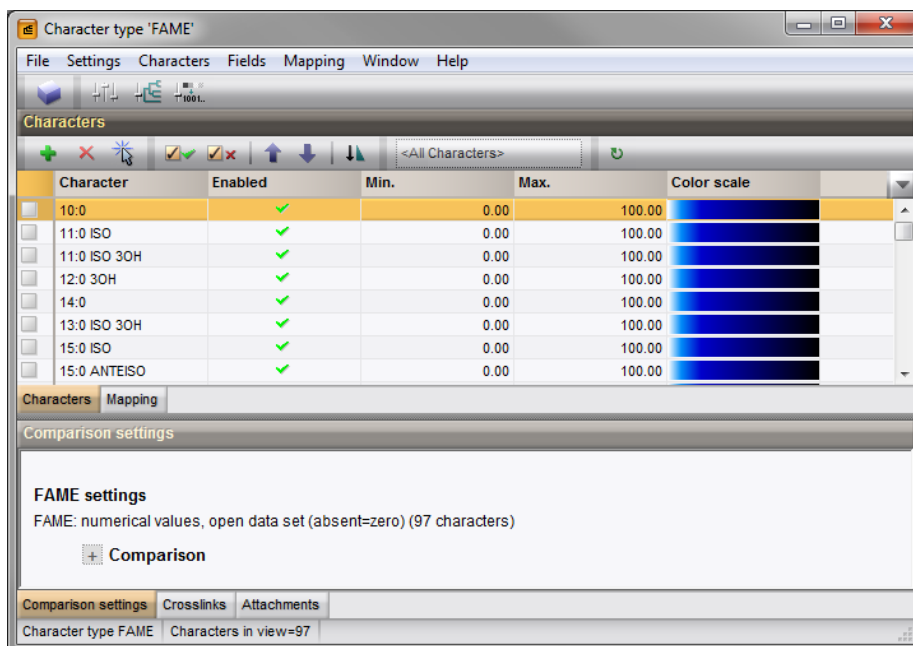 Character type 'FAME'
File Settings Characters Fields Mapping Window Help
1001..
Characters
<All Characters>
Character Enabled Min. Max. Color scale
10:0 0.00 100.00
11:0 ISO 0.00 100.00
11:0 ISO 3OH 0.00 100.00
12:0 3OH 0.00 100.00
14:0 0.00 100.00
13:0 ISO 3OH 0.00 100.00
15:0 ISO 0.00 100.00
15:0 ANTEISO 0.00 100.00
Characters Mapping
Comparison settings
FAME settings
FAME: numerical values, open data set (absent=zero) (97 characters)
+ Comparison
Comparison settings Crosslinks Attachments
Character type FAME Characters in view=97